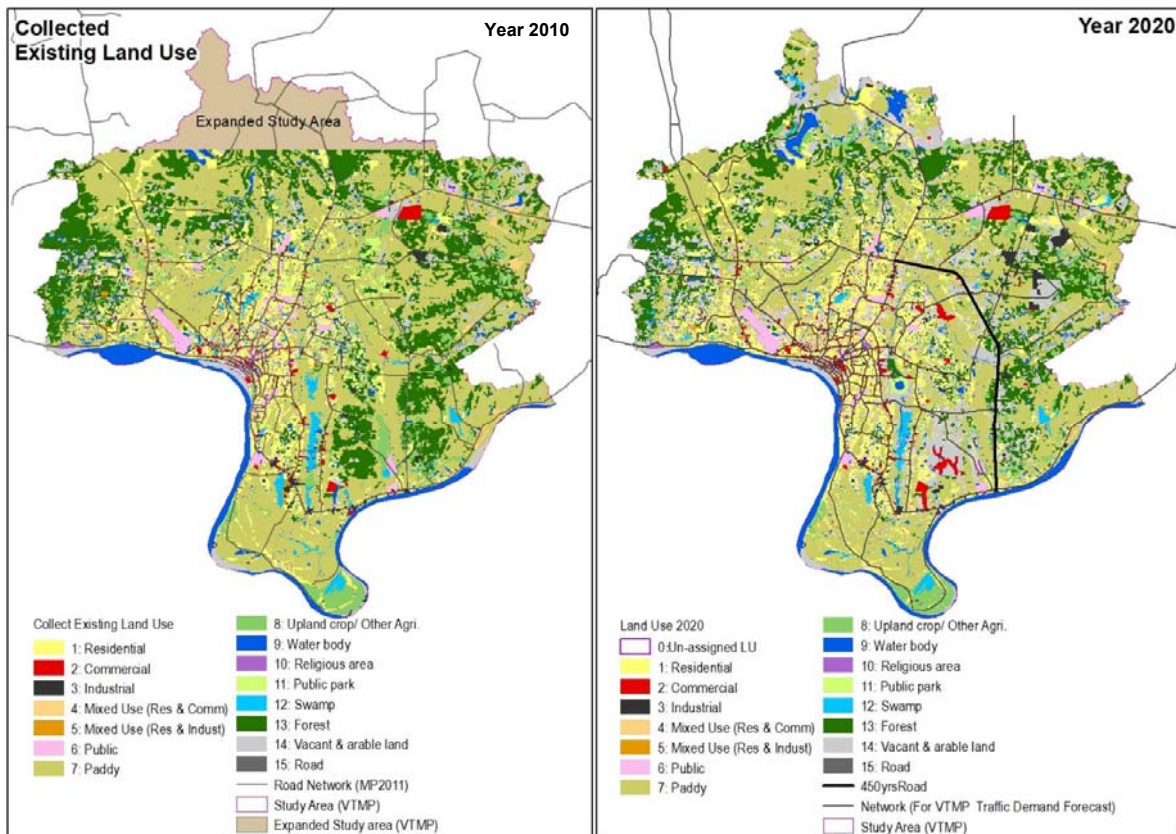 Collected
Existing Land Use
Year 2010
Expanded Study Area
Collect Existing Land Use
1: Residential
2: Commercial
3: Industrial
4: Mixed Use (Res & Comm)
5: Mixed Use (Res & Indust)
6: Public
7: Paddy
8: Upland crop/ Other Agri.
9: Water body
10: Religious area
11: Public park
12: Swamp
13: Forest
14: Vacant & arable land
15: Road
Road Network (MP2011)
Study Area (VTMP)
Expanded Study area (VTMP)
Year 2020
Land Use 2020
0:Un-assigned LU
1: Residential
2: Commercial
3: Industrial
4: Mixed Use (Res & Comm)
5: Mixed Use (Res & Indust)
6: Public
7: Paddy
8: Upland crop/ Other Agri.
9: Water body
10: Religious area
11: Public park
12: Swamp
13: Forest
14: Vacant & arable land
15: Road
450yrsRoad
Network (For VTMP Traffic Demand Forecast)
Study Area (VTMP)